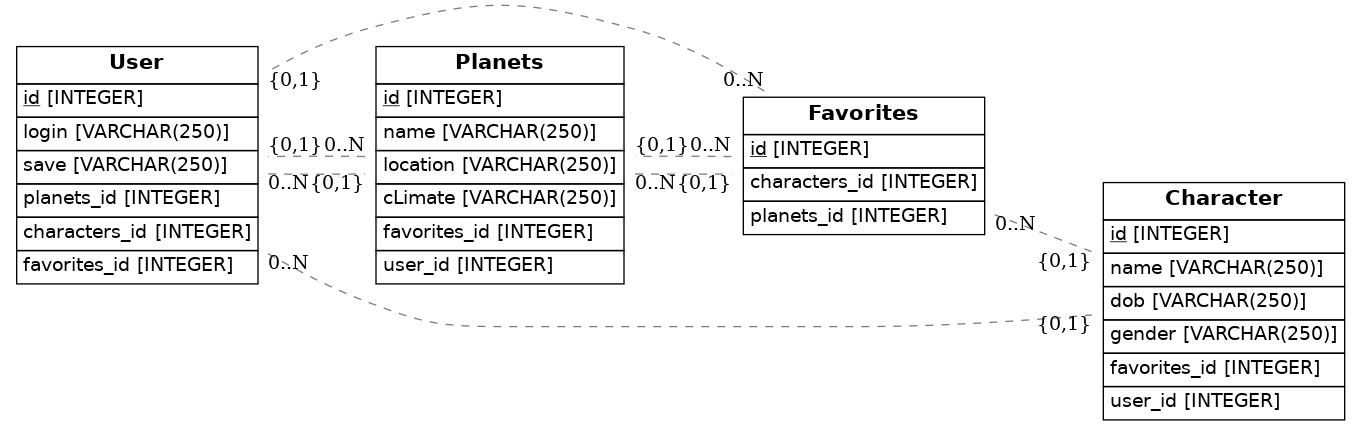 User
id [INTEGER]
login [VARCHAR(250)]
save [VARCHAR(250)]
planets_id [INTEGER]
characters_id [INTEGER]
favorites_id [INTEGER]
{0,1}
{0,1} 0..N
0..N {0,1}
0..N
Planets
id [INTEGER]
name [VARCHAR(250)]
location [VARCHAR(250)]
cLimate [VARCHAR(250)]
favorites_id [INTEGER]
user_id [INTEGER]
{0,1} 0..N
0..N {0,1}
0..N
Favorites
id [INTEGER]
characters_id [INTEGER]
planets_id [INTEGER]
0..N
{0,1}
{0,1}
Character
id [INTEGER]
name [VARCHAR(250)]
dob [VARCHAR(250)]
gender [VARCHAR(250)]
favorites_id [INTEGER]
user_id [INTEGER]